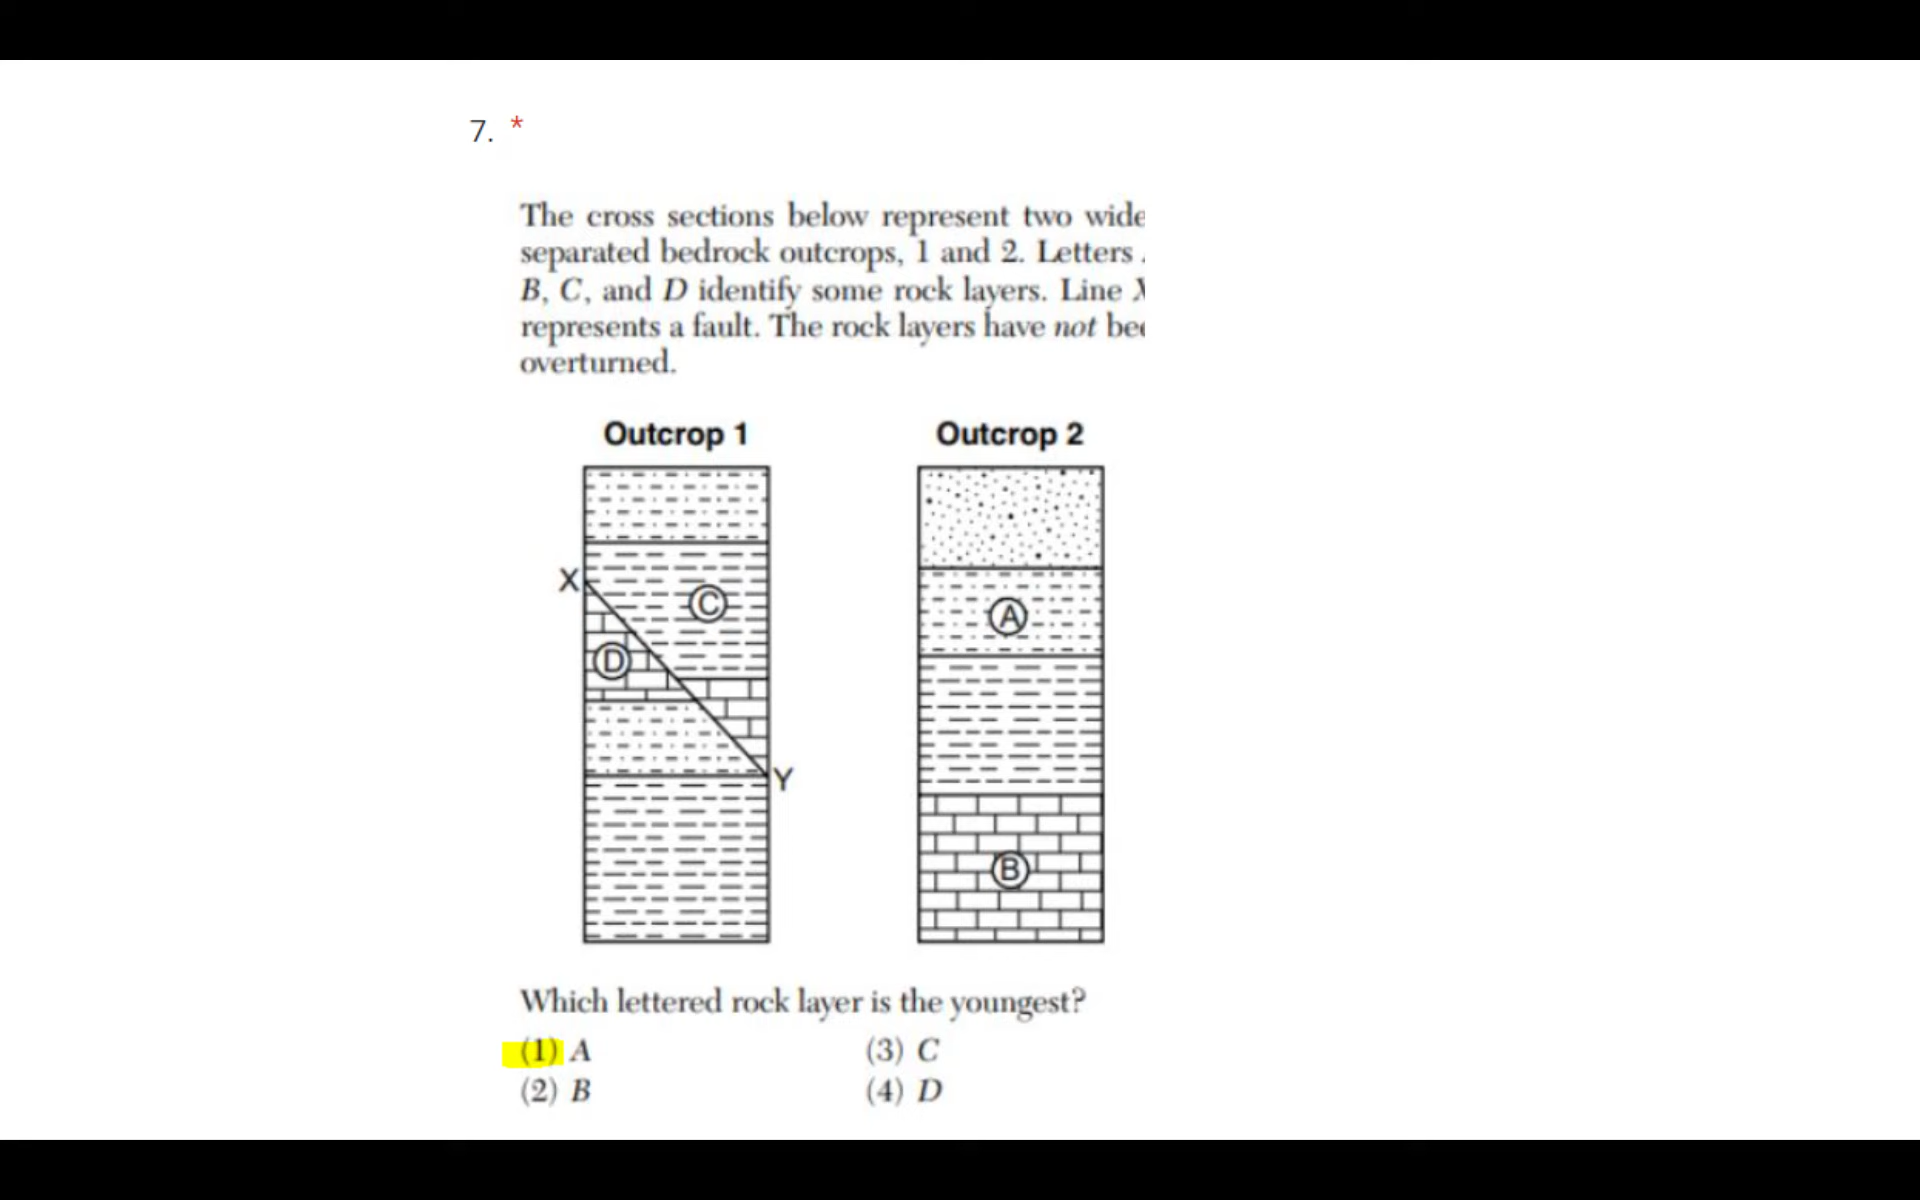 7. *
The cross sections below represent two wide
separated bedrock outcrops, 1 and 2. Letters
B, C, and D identify some rock layers. Line
represents a fault. The rock layers have not
overturned.
Outcrop 1 Outcrop 2
X
C
A
D
Y
B
Which lettered rock layer is the youngest?
(1) A (3) C
(2) B (4) D